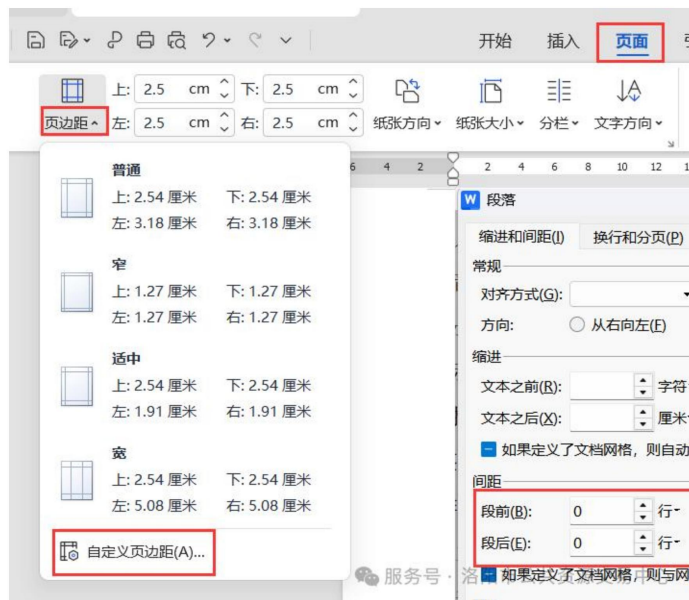 开始 插入 页面
上: 2.5 cm 下: 2.5 cm
页边距 左: 2.5 cm 右: 2.5 cm 纸张方向 纸张大小 分栏 文字方向
6 4 2 2 4 6 8 10 12
普通
上: 2.54 厘米 下: 2.54 厘米
左: 3.18 厘米 右: 3.18 厘米
窄
上: 1.27 厘米 下: 1.27 厘米
左: 1.27 厘米 右: 1.27 厘米
适中
上: 2.54 厘米 下: 2.54 厘米
左: 1.91 厘米 右: 1.91 厘米
宽
上: 2.54 厘米 下: 2.54 厘米
左: 5.08 厘米 右: 5.08 厘米
自定义页边距(A)...
W 段落
缩进和间距(I) 换行和分页(P)
常规
对齐方式(G):
方向: 从右向左(F)
缩进
文本之前(R): 字符
文本之后(X): 厘米
如果定义了文档网格，则自动
间距
段前(B): 0 行
段后(E): 0 行
如果定义了文档网格，则与网
服务号 · 洛